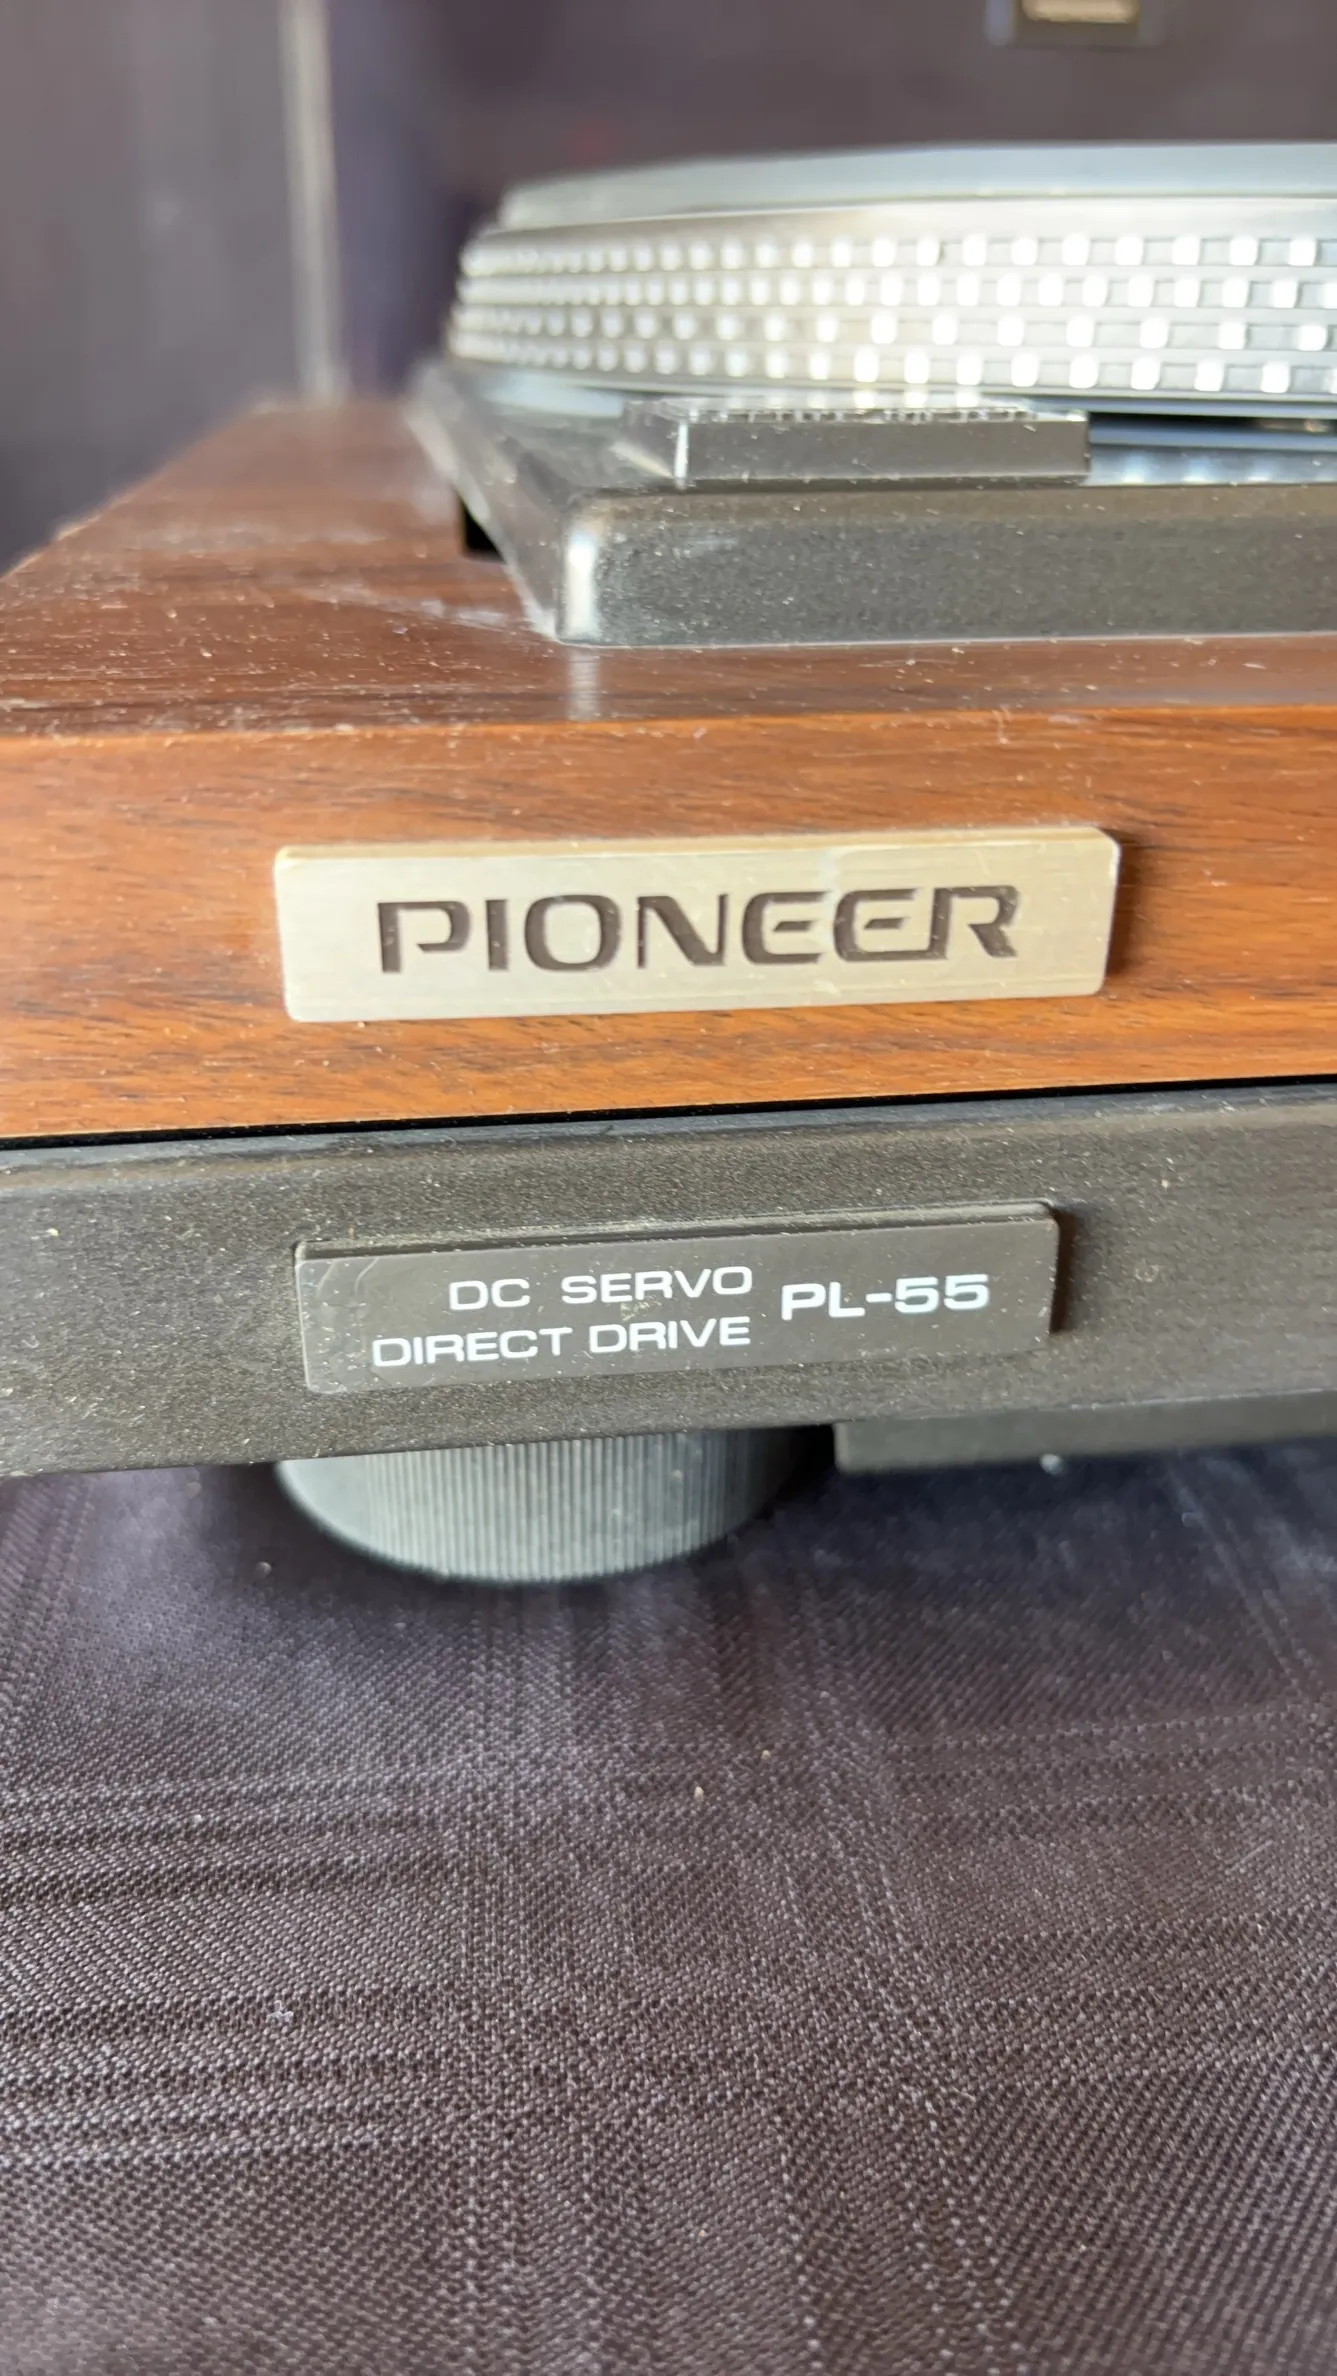 PIONEER
DC SERVO
DIRECT DRIVE PL-55